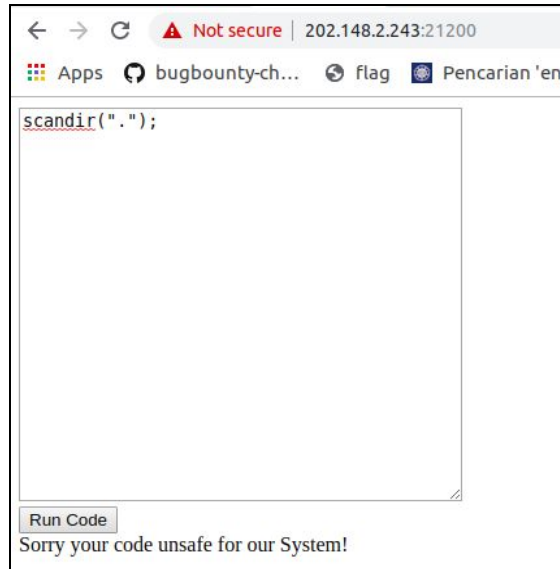 Not secure | 202.148.2.243:21200
Apps bugbounty-ch... flag Pencarian 'en
scandir(".");
Run Code
Sorry your code unsafe for our System!